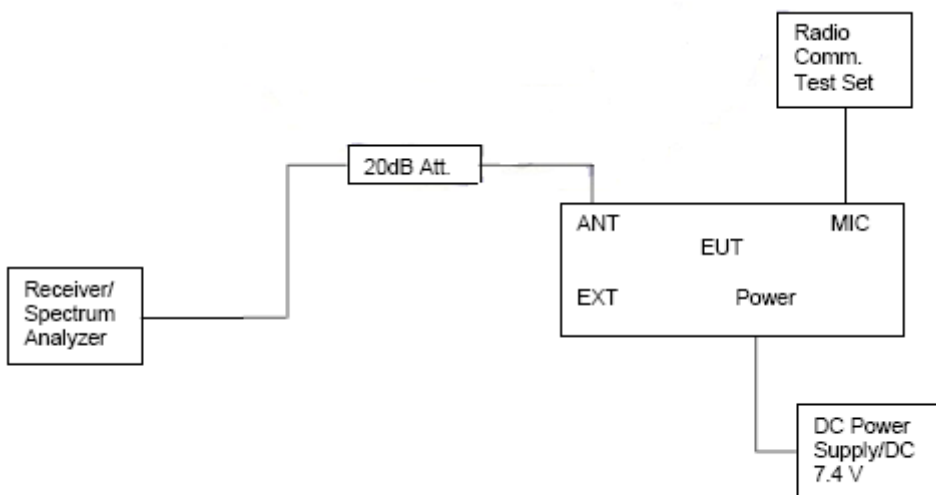 Radio
Comm.
Test Set
20dB Att.
ANT
MIC
EUT
EXT
Power
Receiver/
Spectrum
Analyzer
DC Power
Supply/DC
7.4 V